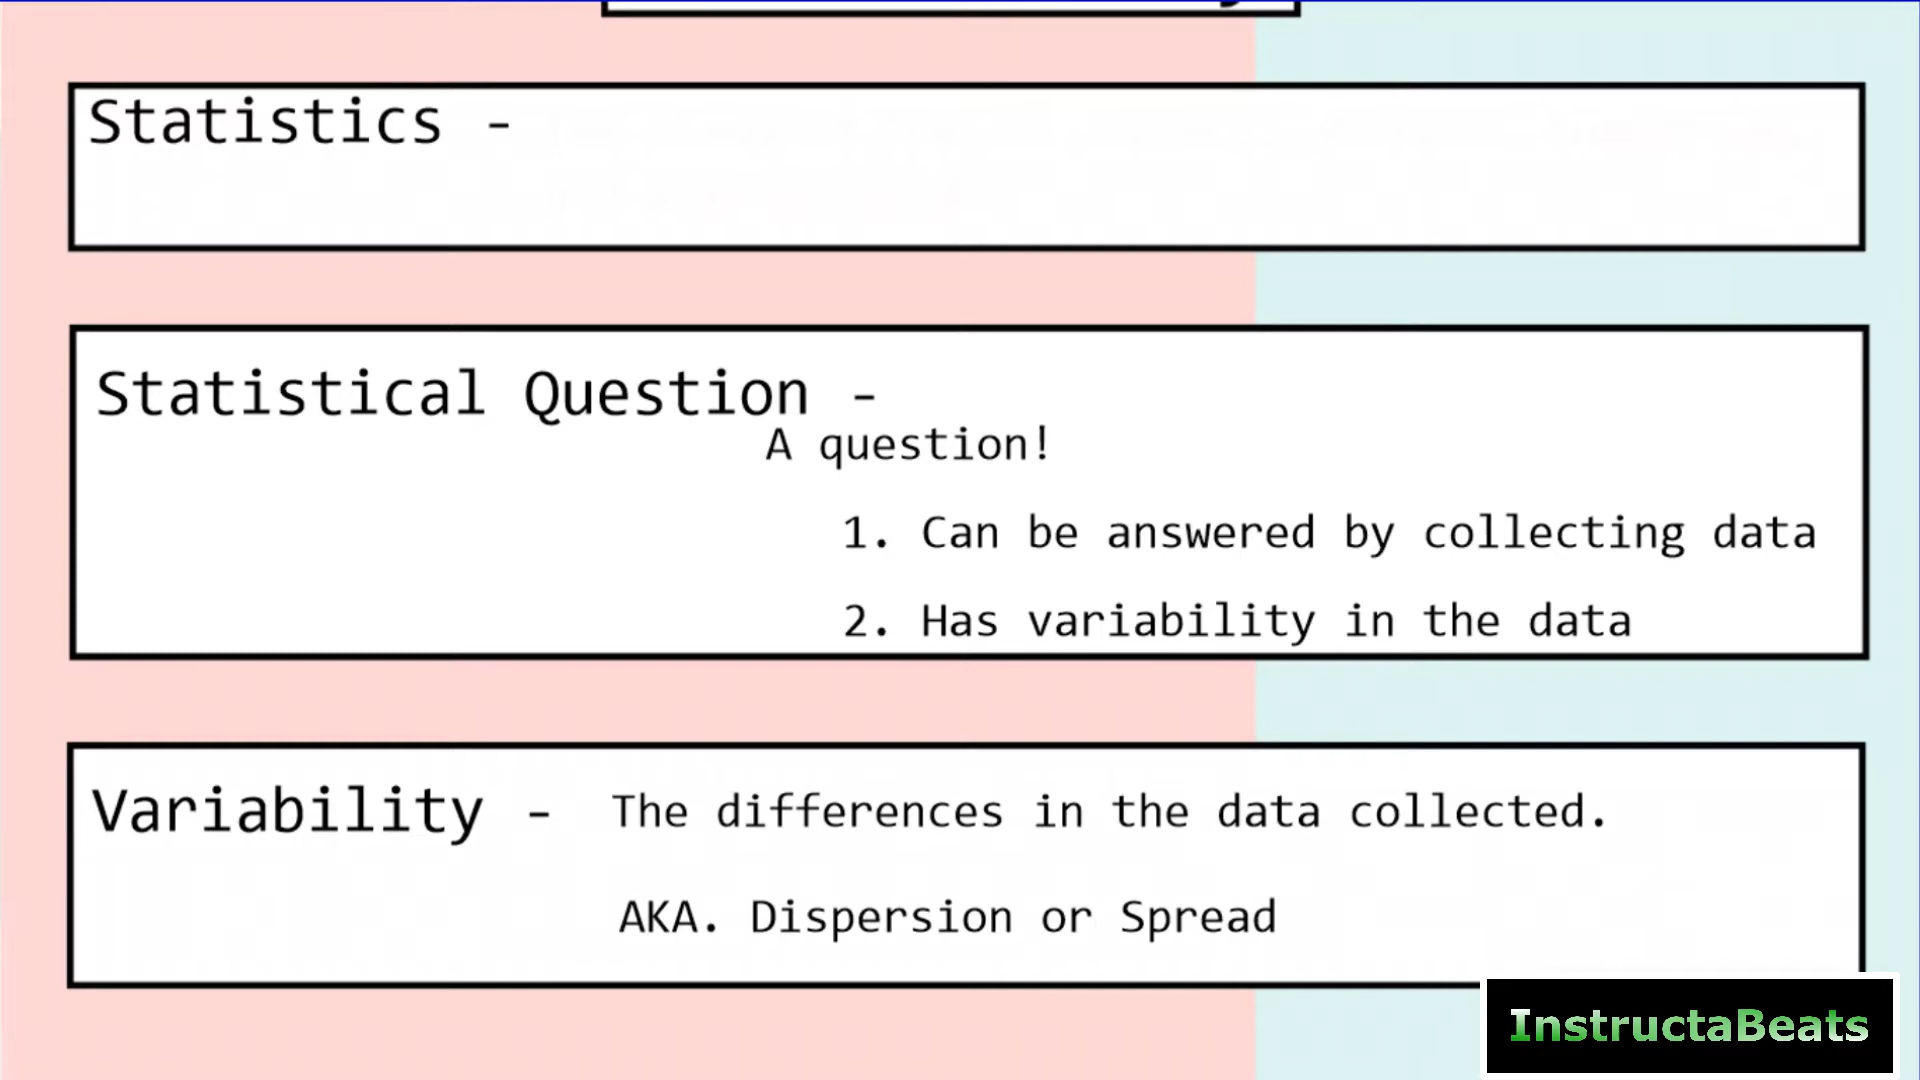 Statistics -
Statistical Question -
A question!
1. Can be answered by collecting data
2. Has variability in the data
Variability - The differences in the data collected.
AKA. Dispersion or Spread
InstructaBeats